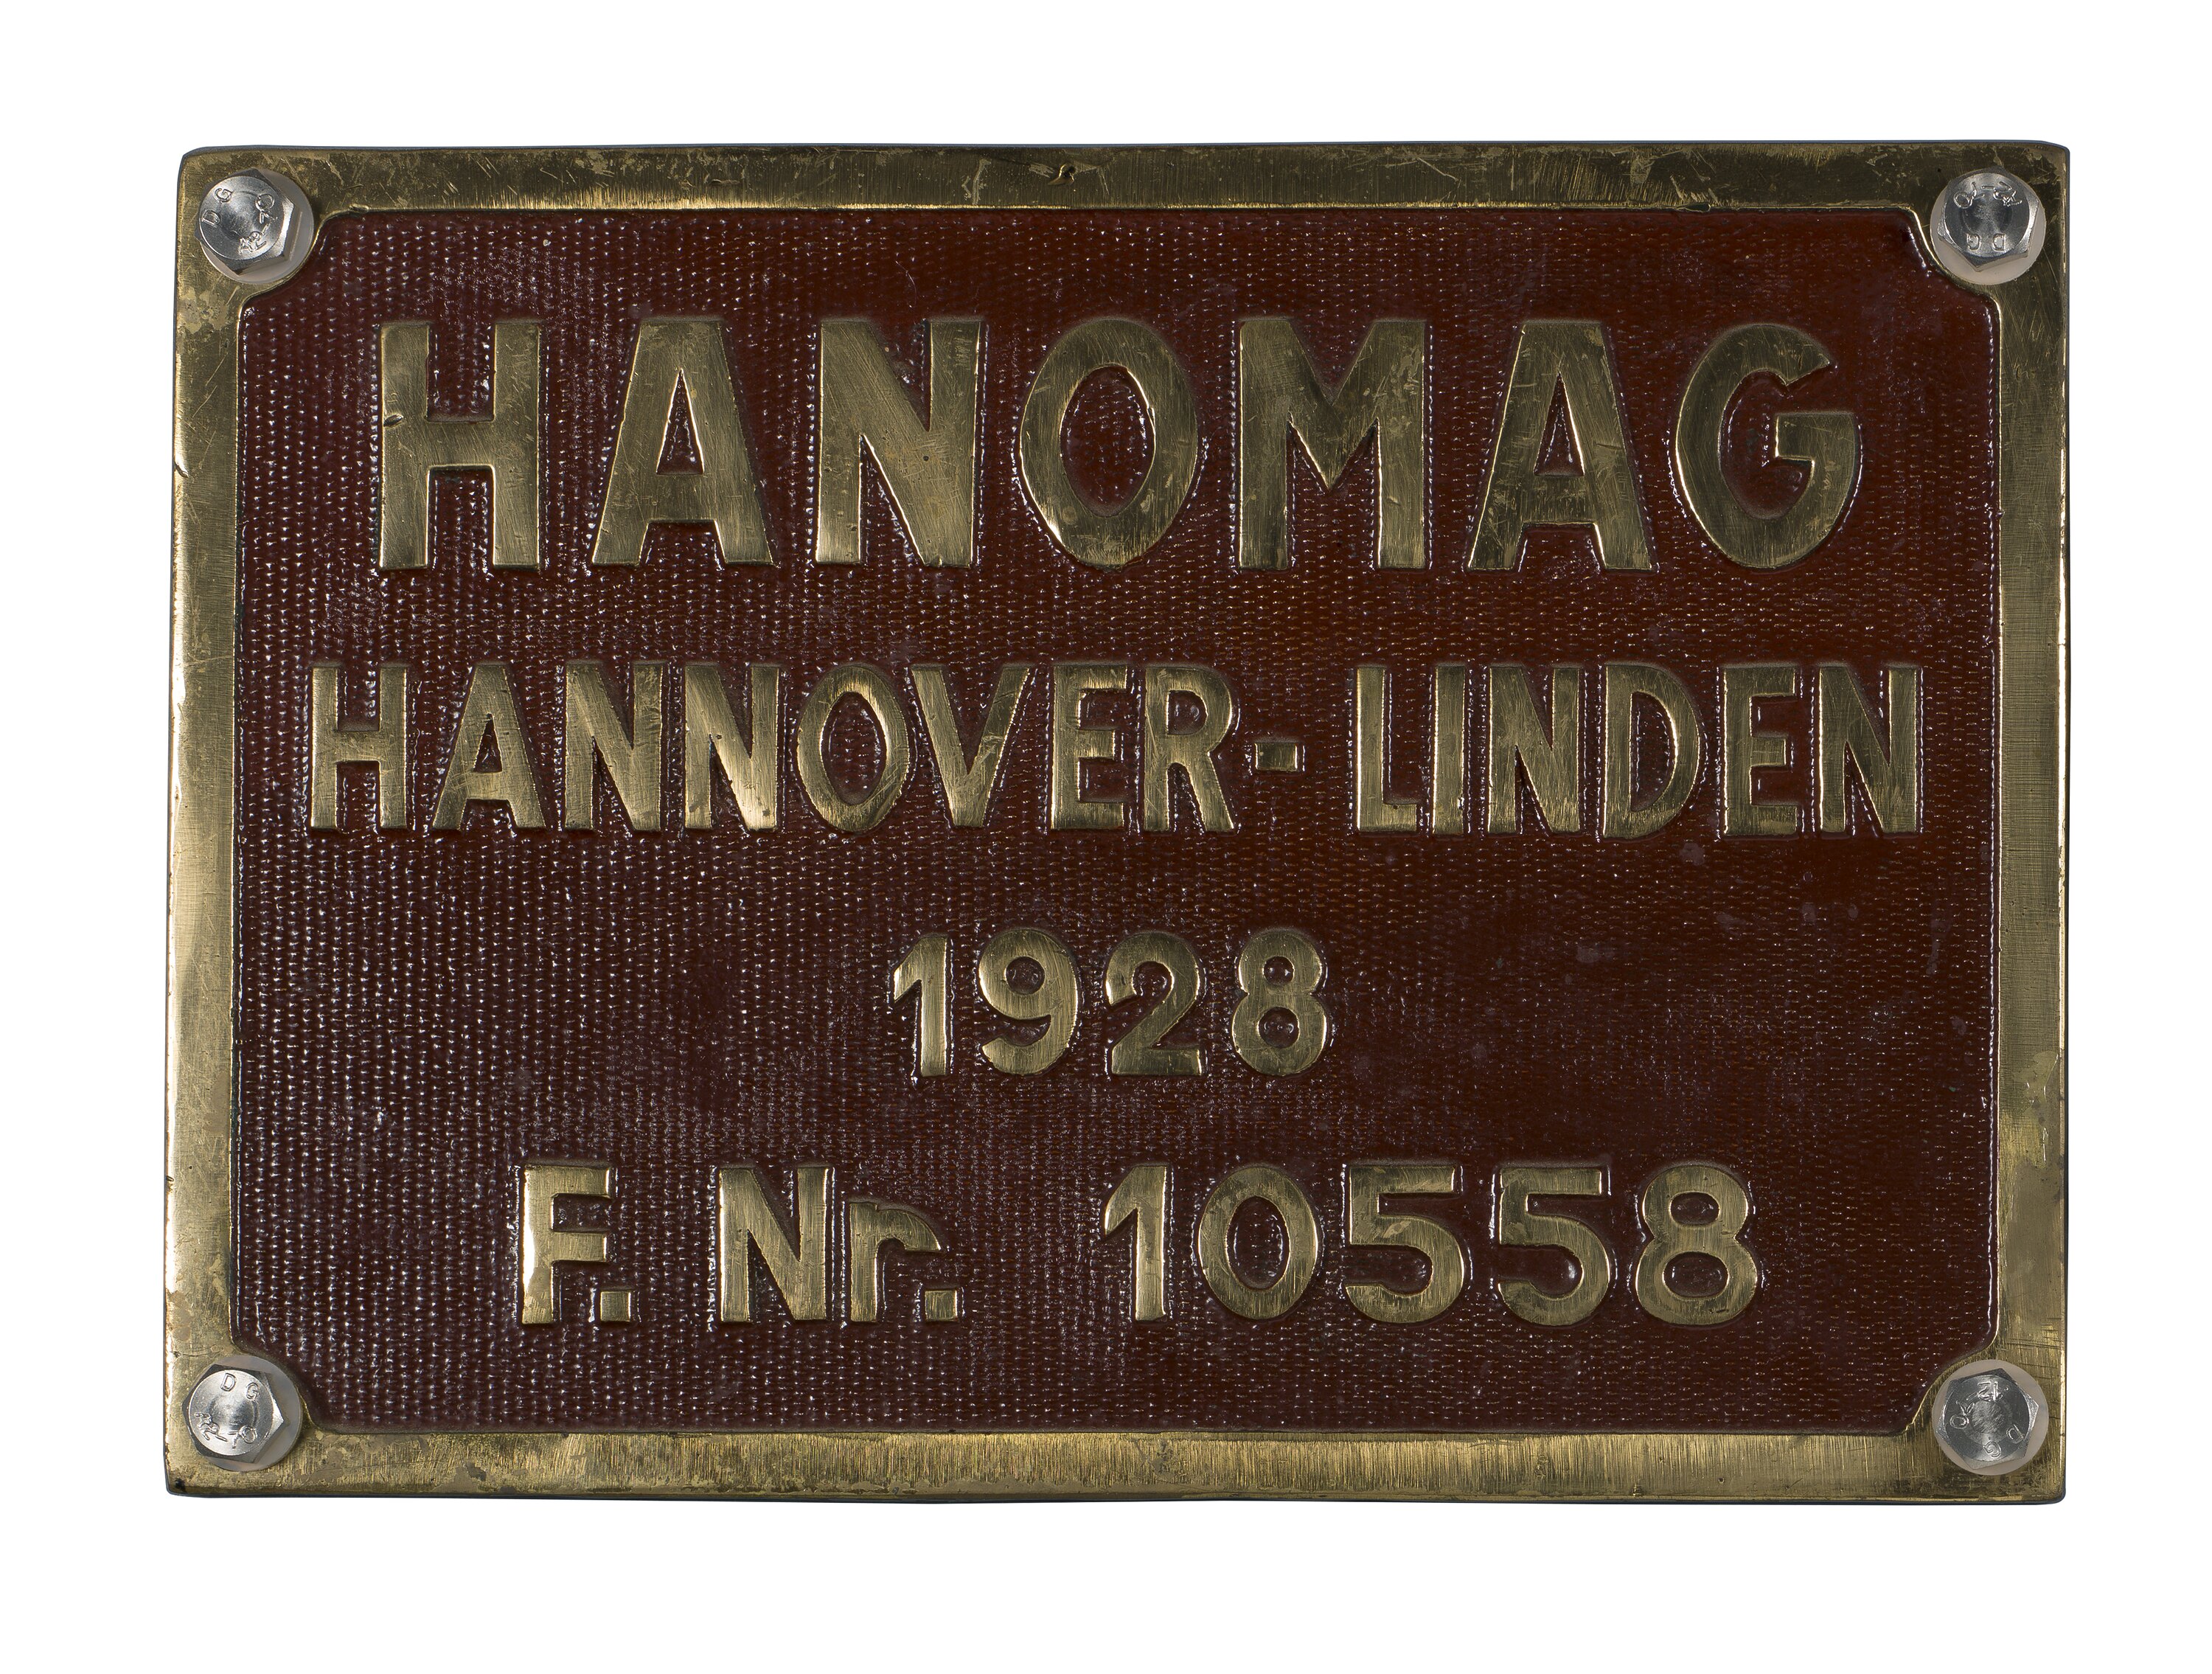 HANOMAG
HANNOVER-LINDEN
1928
F. Nr. 10558